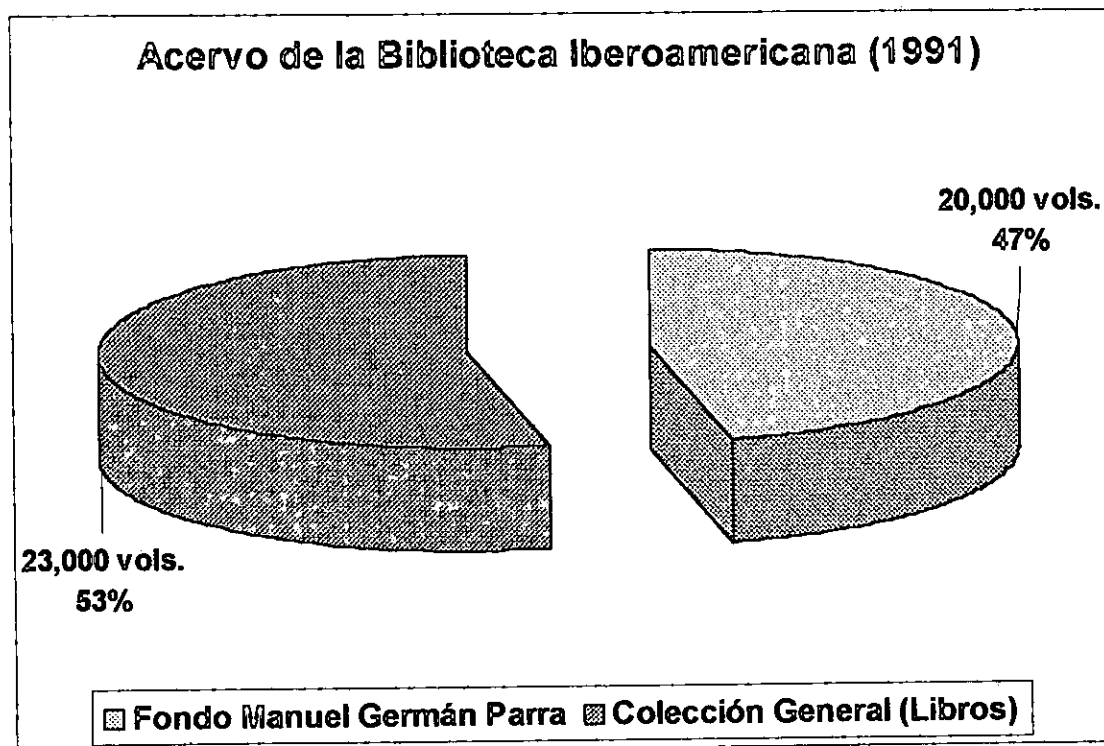 Acervo de la Biblioteca Iberoamericana (1991)
20,000 vols.
47%
23,000 vols.
53%
Fondo Manuel Germán Parra Colección General (Libros)